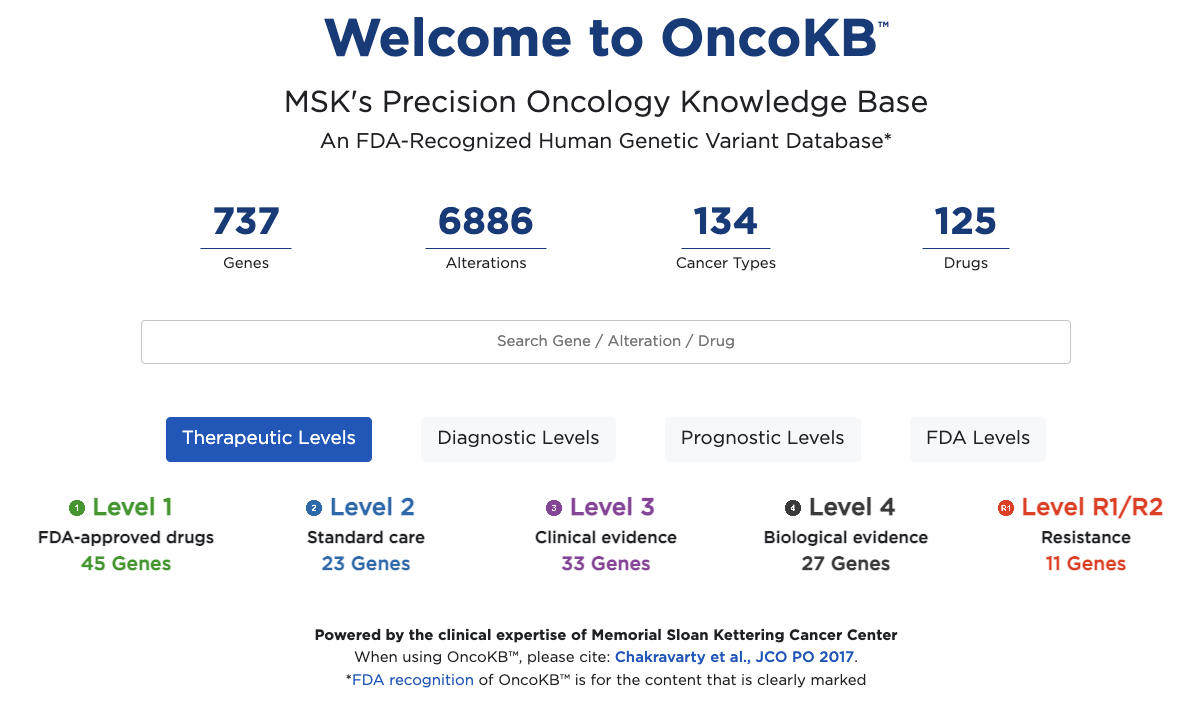 Welcome to OncoKB™
MSK's Precision Oncology Knowledge Base
An FDA-Recognized Human Genetic Variant Database*
737 6886 134 125
Genes Alterations Cancer Types Drugs
Search Gene / Alteration / Drug
Therapeutic Levels Diagnostic Levels Prognostic Levels FDA Levels
1 Level 1 2 Level 2 3 Level 3 4 Level 4 R1 Level R1/R2
FDA-approved drugs Standard care Clinical evidence Biological evidence Resistance
45 Genes 23 Genes 33 Genes 27 Genes 11 Genes
Powered by the clinical expertise of Memorial Sloan Kettering Cancer Center
When using OncoKB™, please cite: Chakravarty et al., JCO PO 2017.
*FDA recognition of OncoKB™ is for the content that is clearly marked